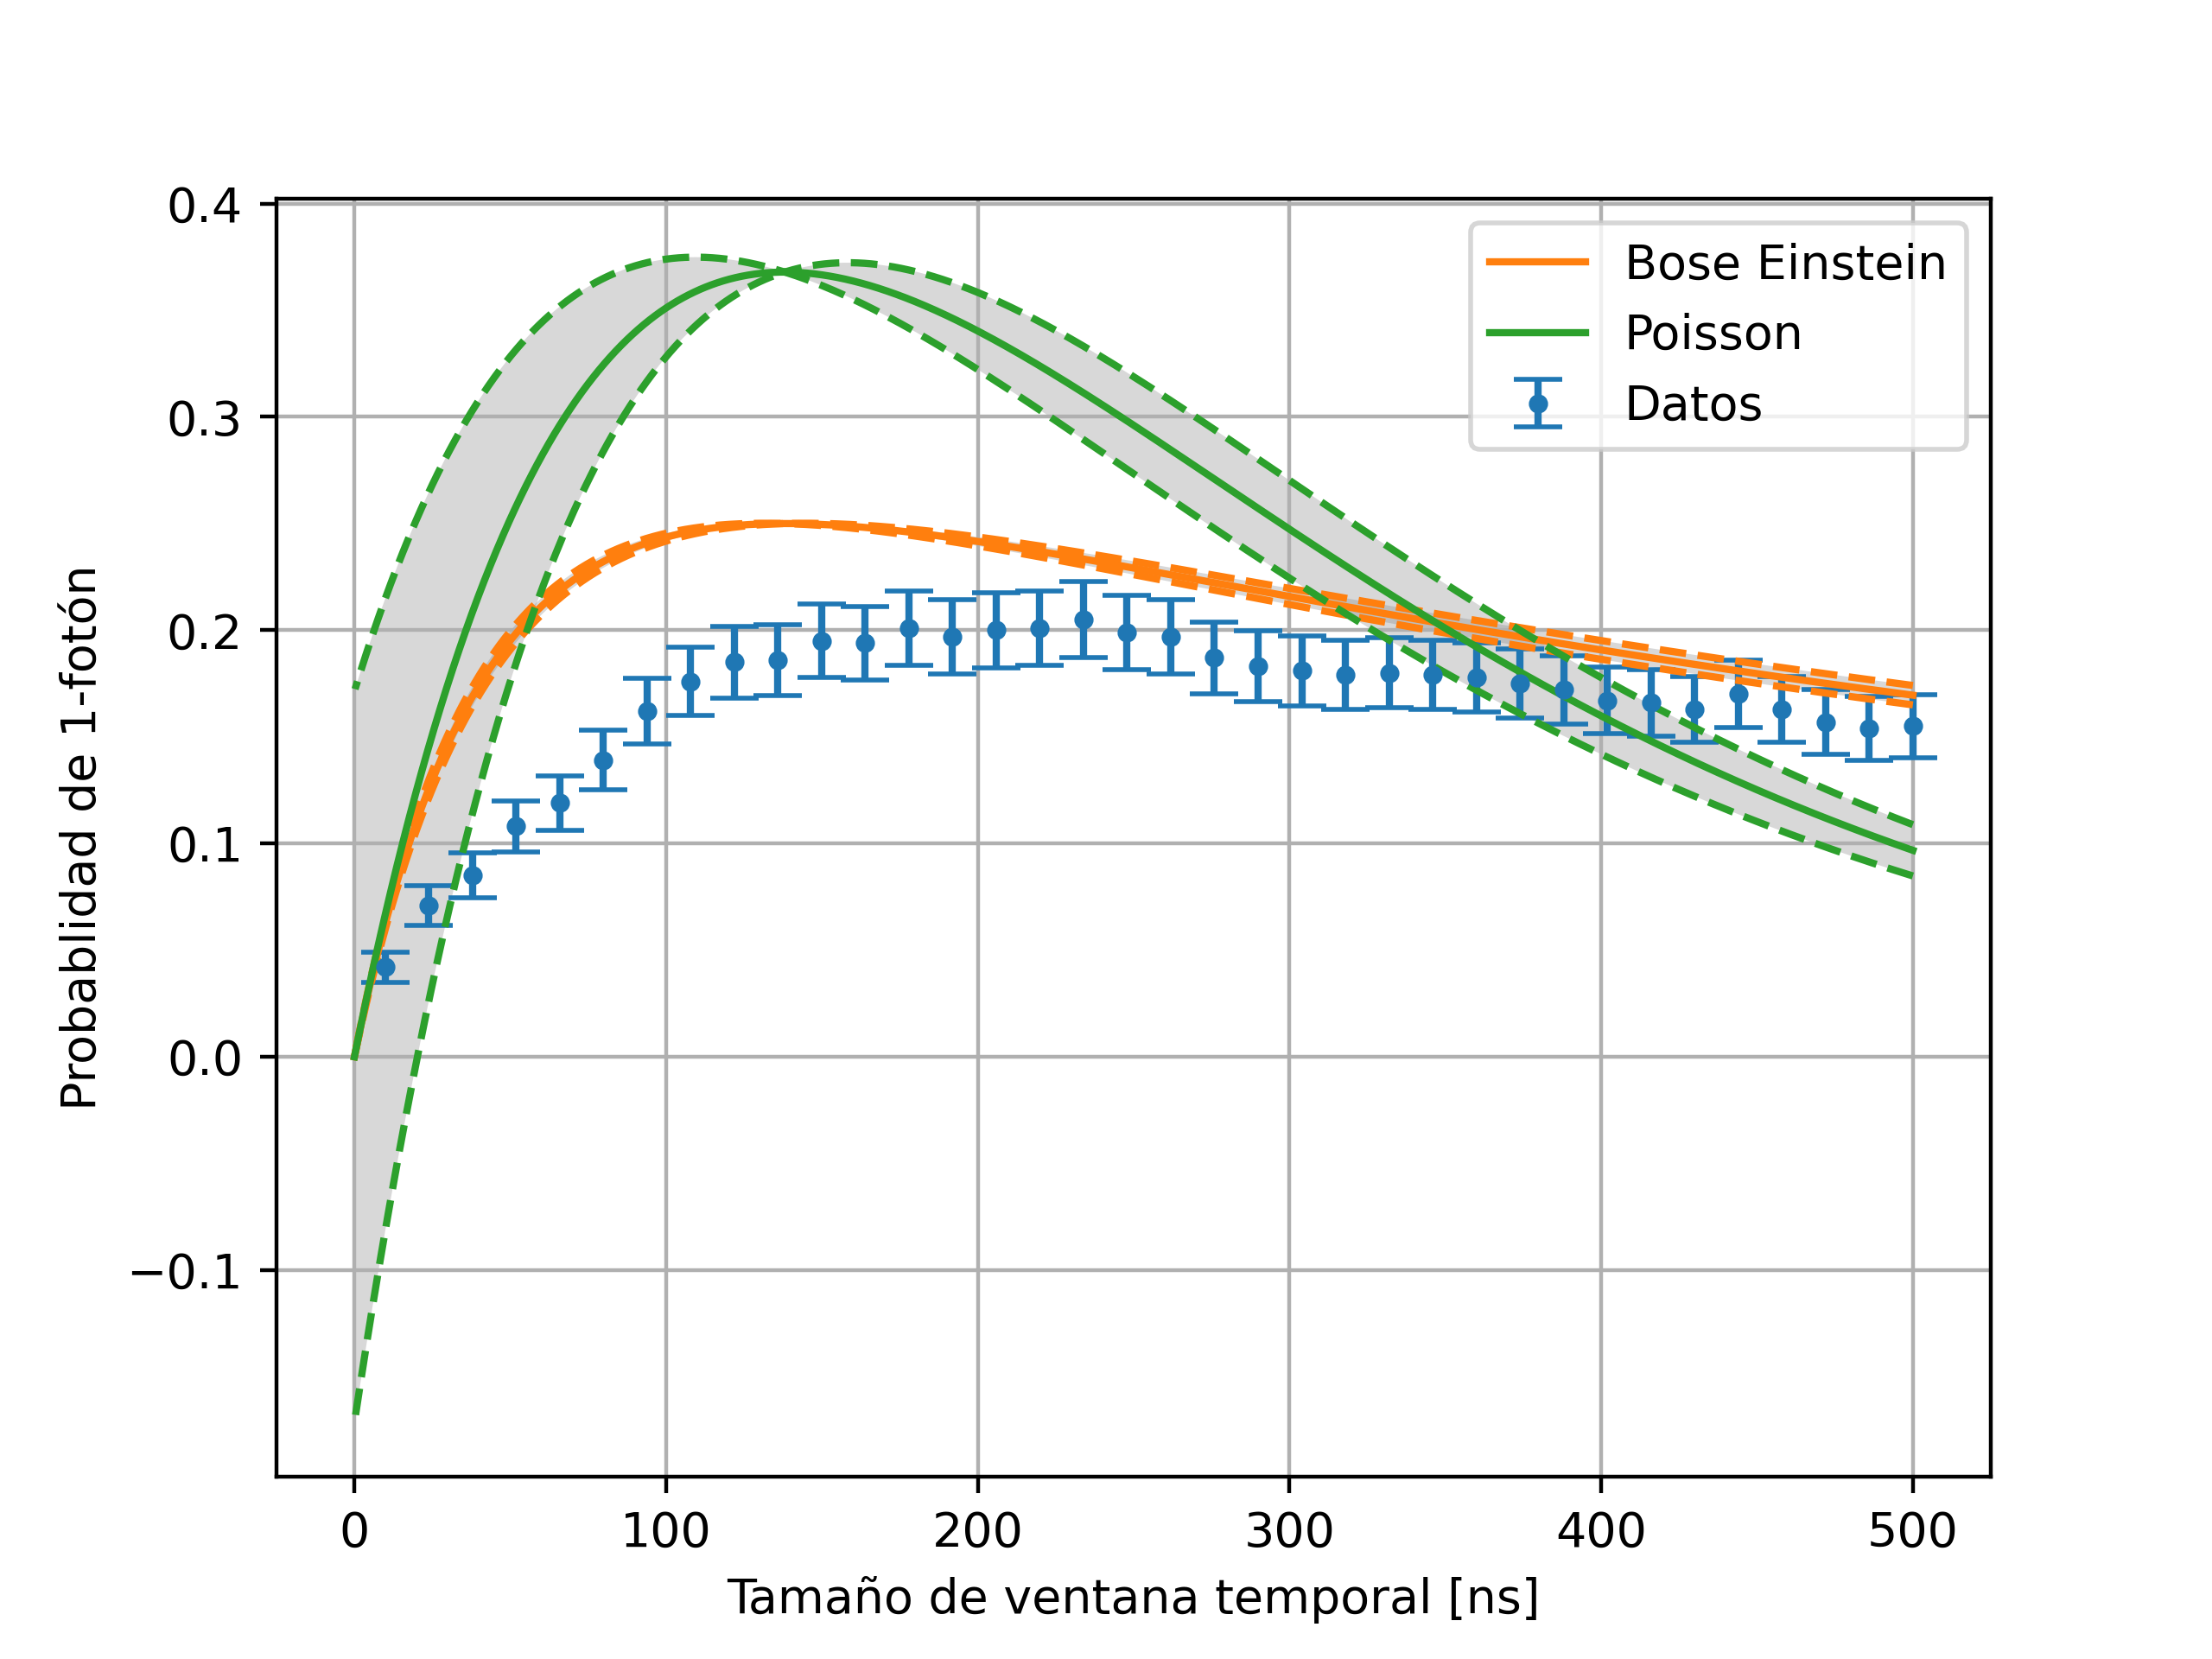 Probablidad de 1-fotón
0.4
0.3
0.2
0.1
0.0
−0.1
0 100 200 300 400 500
Tamaño de ventana temporal [ns]
Bose Einstein
Poisson
Datos